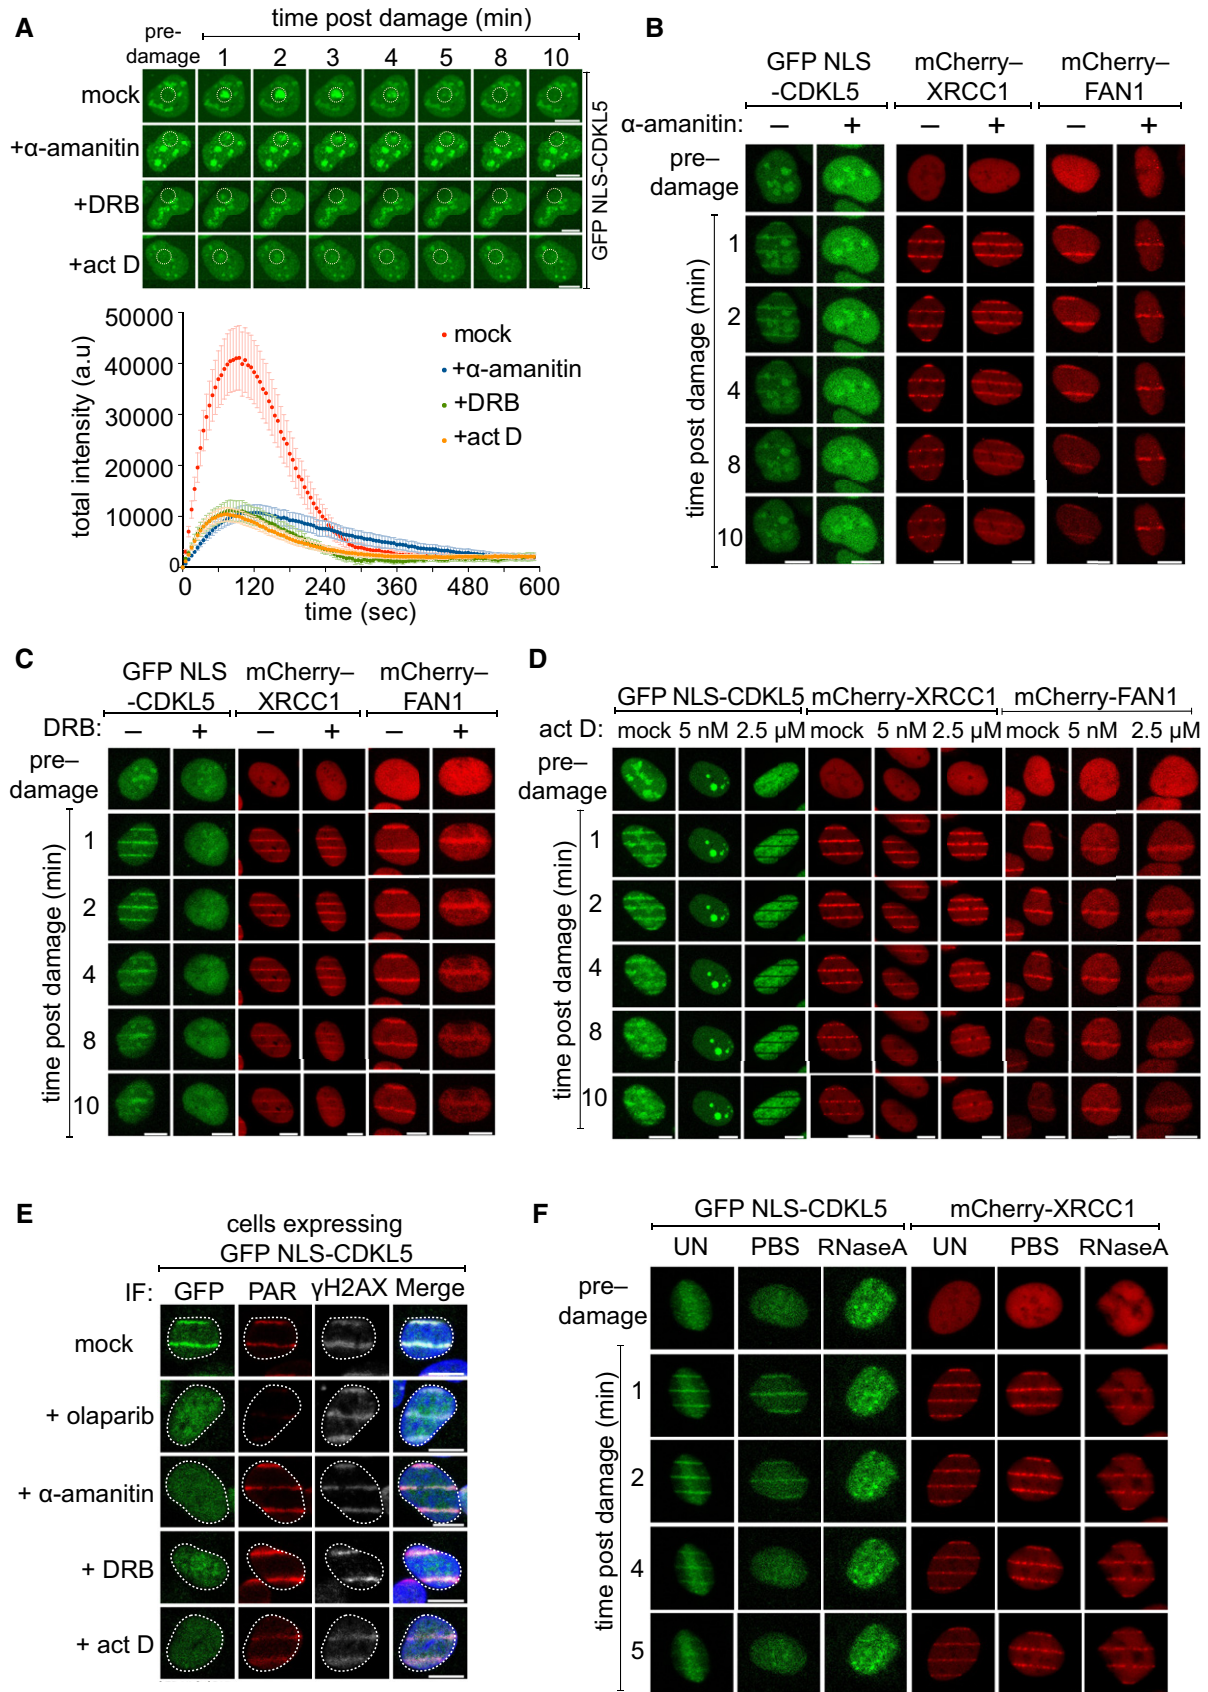 A
time post damage (min)
pre-
damage
1 2 3 4 5 8 10
mock
+α-amanitin
+DRB
+act D
GFP NLS-CDKL5
50000
40000
30000
20000
10000
0
total intensity (a.u)
mock
+α-amanitin
+DRB
+act D
0 120 240 360 480 600
time (sec)
B
GFP NLS
-CDKL5
mCherry–
XRCC1
mCherry–
FAN1
α-amanitin: – + – + – +
pre–
damage
1
2
4
8
10
time post damage (min)
C
GFP NLS
-CDKL5
mCherry–
XRCC1
mCherry–
FAN1
DRB: – + – + – +
pre–
damage
1
2
4
8
10
time post damage (min)
D
GFP NLS-CDKL5 mCherry-XRCC1 mCherry-FAN1
act D: mock 5 nM 2.5 μM mock 5 nM 2.5 μM mock 5 nM 2.5 μM
pre–
damage
1
2
4
8
10
time post damage (min)
E
cells expressing
GFP NLS-CDKL5
IF: GFP PAR γH2AX Merge
mock
+ olaparib
+ α-amanitin
+ DRB
+ act D
F
GFP NLS-CDKL5 mCherry-XRCC1
UN PBS RNaseA UN PBS RNaseA
pre–
damage
1
2
4
5
time post damage (min)